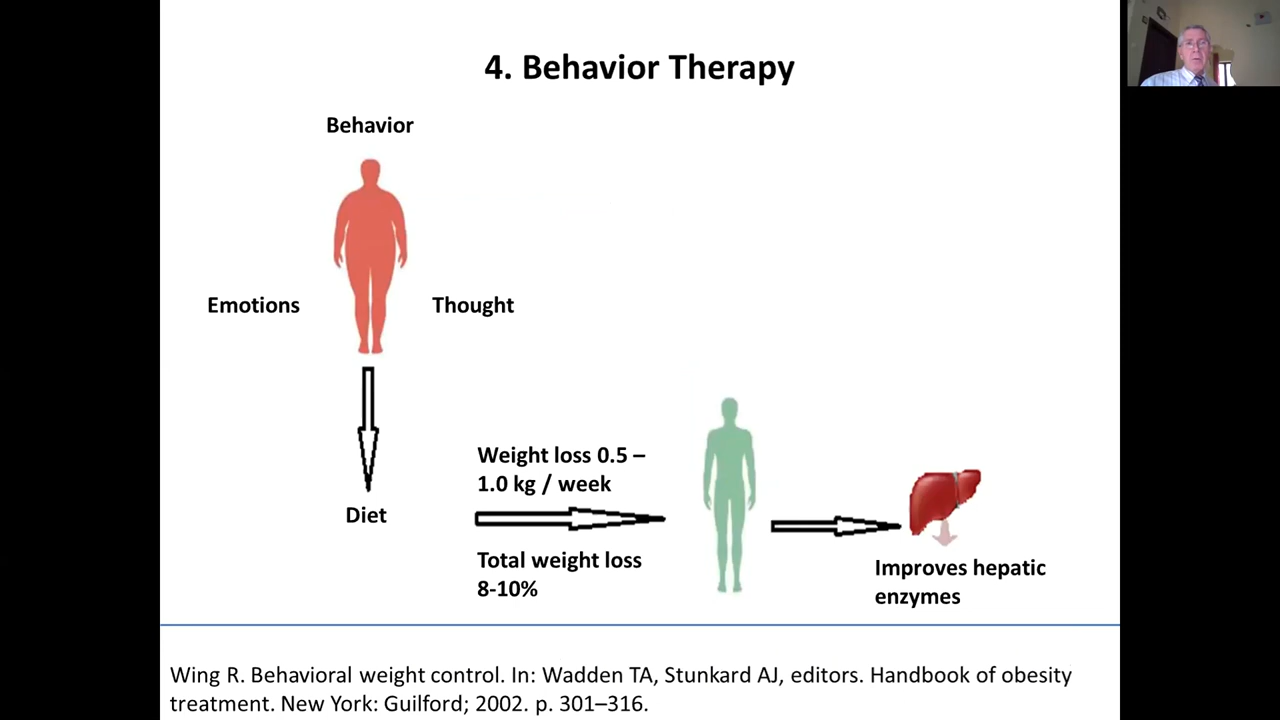 4. Behavior Therapy
Behavior
Emotions
Thought
Diet
Weight loss 0.5 –
1.0 kg / week
Total weight loss
8-10%
Improves hepatic
enzymes
Wing R. Behavioral weight control. In: Wadden TA, Stunkard AJ, editors. Handbook of obesity
treatment. New York: Guilford; 2002. p. 301–316.